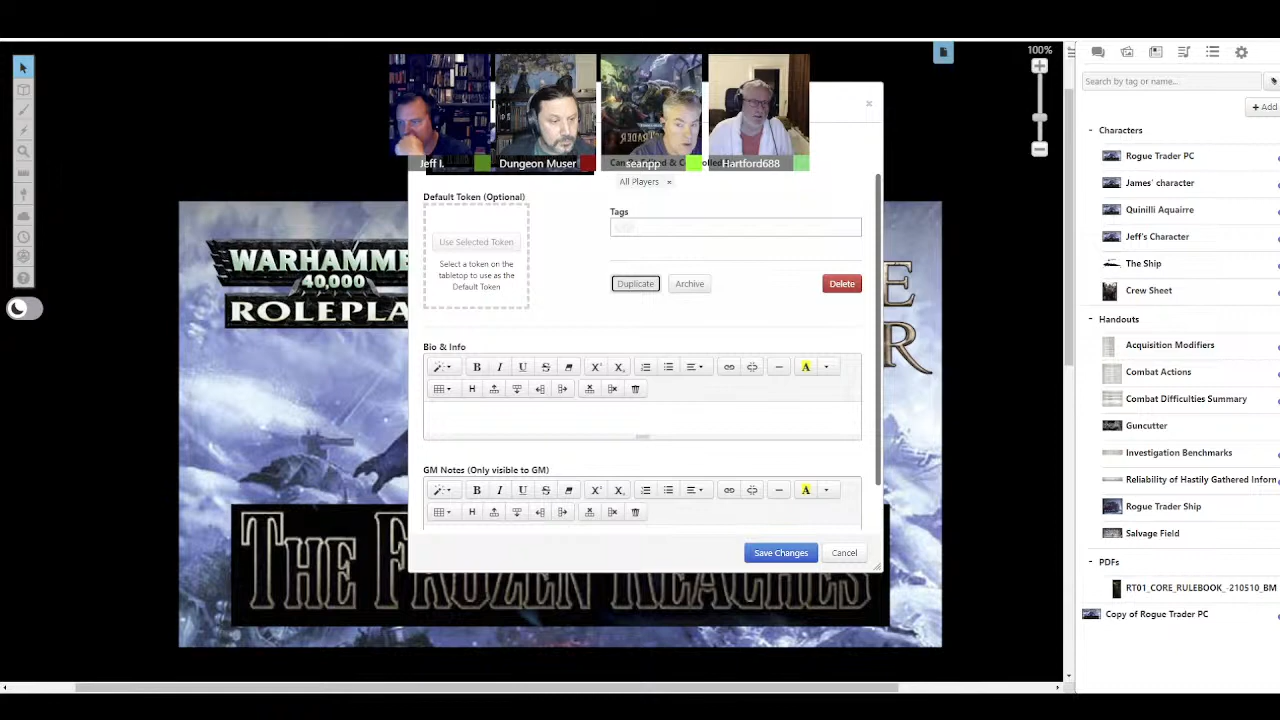 100%
Jeff I.
Dungeon Muser
searipp
Hartford688
All Players ×
Default Token (Optional)
Use Selected Token
Select a token on the
tabletop to use as the
Default Token
Tags
Duplicate
Archive
Delete
Bio & Info
B I U S
H
GM Notes (Only visible to GM)
B I U S
H
Save Changes
Cancel
WARHAMME
40,000
ROLEPLA
E
R
THE FROZEN REACHES
Search by tag or name...
+ Add
Characters
Rogue Trader PC
James' character
Quinilli Aquairre
Jeff's Character
The Ship
Crew Sheet
Handouts
Acquisition Modifiers
Combat Actions
Combat Difficulties Summary
Guncutter
Investigation Benchmarks
Reliability of Hastily Gathered Inform
Rogue Trader Ship
Salvage Field
PDFs
RT01_CORE_RULEBOOK_-210510_BM
Copy of Rogue Trader PC